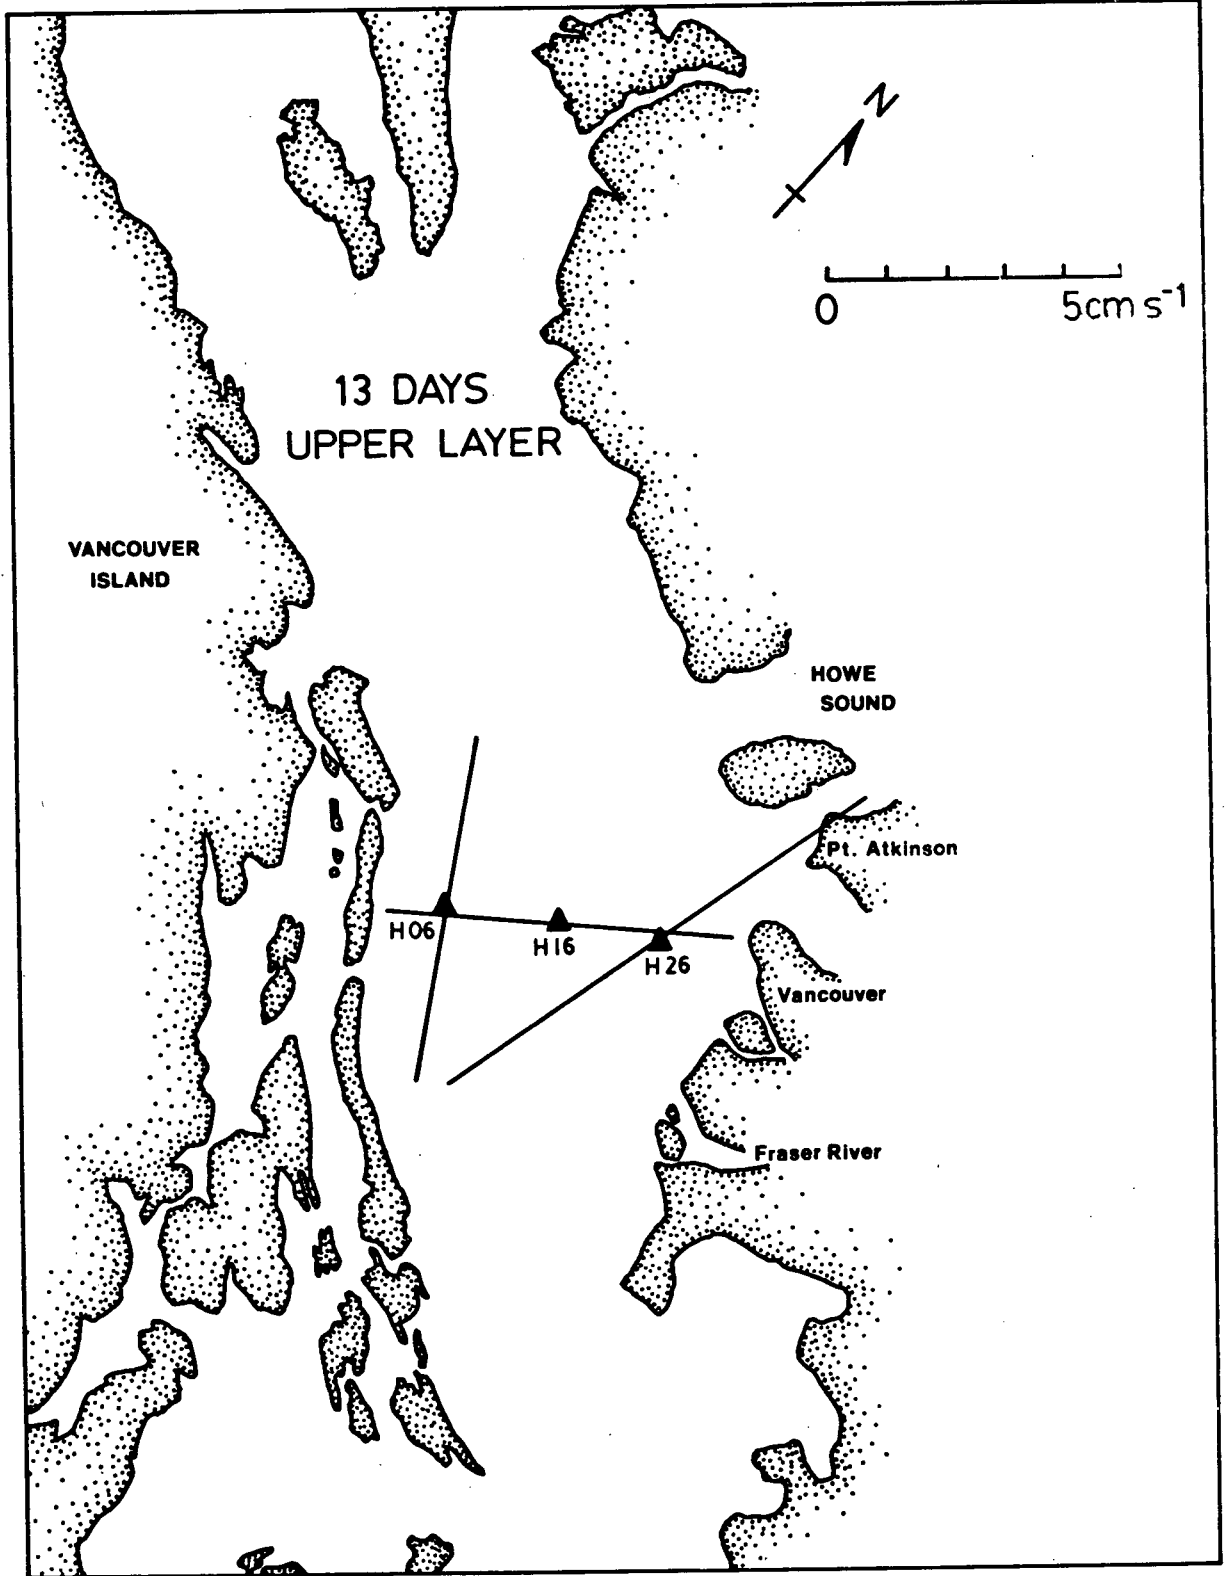 N
0 5cm s⁻¹
13 DAYS
UPPER LAYER
VANCOUVER
ISLAND
HOWE
SOUND
Pt. Atkinson
H06
H16
H26
Vancouver
Fraser River